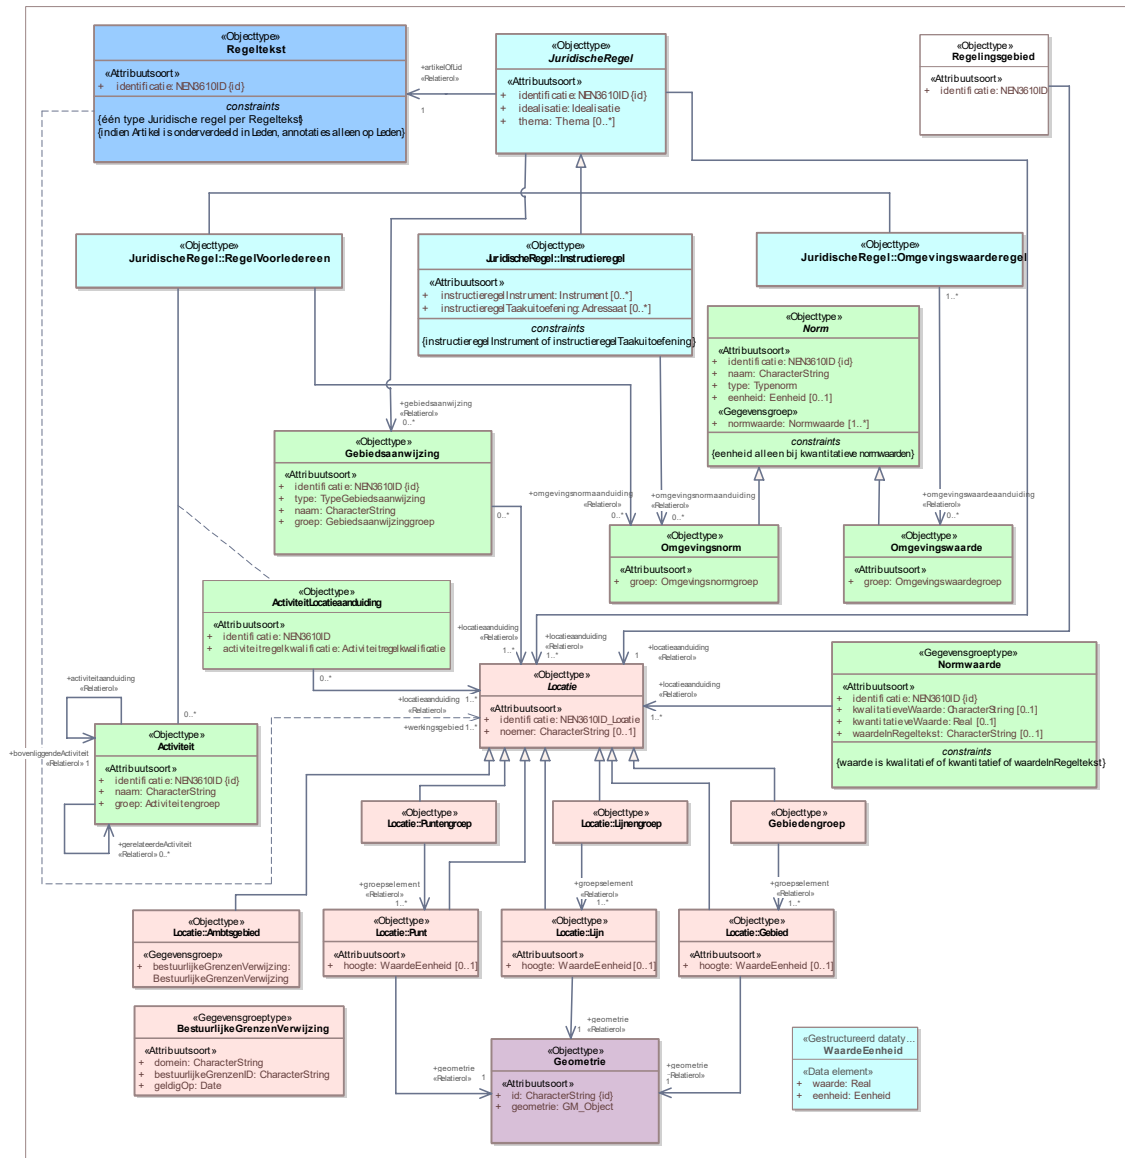 «Objecttype»
Regeltekst
«Attribuutsoort»
+ identificatie: NEN3610ID {id}
constraints
{één type Juridische regel per Regeltekst}
{indien Artikel is onderverdeeld in Leden, annotaties alleen op Leden}
+artikelOfLid
«Relatierol»
1
«Objecttype»
JuridischeRegel
«Attribuutsoort»
+ identificatie: NEN3610ID {id}
+ idealisatie: Idealisatie
+ thema: Thema [0..*]
«Objecttype»
Regelingsgebied
«Attribuutsoort»
+ identificatie: NEN3610ID
«Objecttype»
JuridischeRegel::RegelVoorIedereen
«Objecttype»
JuridischeRegel::Instructieregel
«Attribuutsoort»
+ instructieregelInstrument: Instrument [0..*]
+ instructieregelTaakuitoefening: Adressaat [0..*]
constraints
{instructieregelInstrument of instructieregelTaakuitoefening}
«Objecttype»
JuridischeRegel::Omgevingswaarderegel
1..*
«Objecttype»
Norm
«Attribuutsoort»
+ identificatie: NEN3610ID {id}
+ naam: CharacterString
+ type: Typenorm
+ eenheid: Eenheid [0..1]
«Gegevensgroep»
+ normwaarde: Normwaarde [1..*]
constraints
{eenheid alleen bij kwantitatieve normwaarden}
+gebiedsaanwijzing
«Relatierol»
0..*
«Objecttype»
Gebiedsaanwijzing
«Attribuutsoort»
+ identificatie: NEN3610ID {id}
+ type: TypeGebiedsaanwijzing
+ naam: CharacterString
+ groep: Gebiedsaanwijzinggroep
0..*
+omgevingsnormaanduiding
«Relatierol»
0..*
+omgevingsnormaanduiding
«Relatierol»
0..*
+omgevingswaardeaanduiding
«Relatierol»
0..*
«Objecttype»
Omgevingsnorm
«Attribuutsoort»
+ groep: Omgevingsnormgroep
«Objecttype»
Omgevingswaarde
«Attribuutsoort»
+ groep: Omgevingswaardegroep
«Objecttype»
ActiviteitLocatieaanduiding
«Attribuutsoort»
+ identificatie: NEN3610ID
+ activiteitregelkwalificatie: Activiteitregelkwalificatie
0..*
+locatieaanduiding
«Relatierol»
1..*
+locatieaanduiding
«Relatierol»
1..*
+locatieaanduiding
«Relatierol»
1
+locatieaanduiding
«Relatierol»
1..*
+locatieaanduiding
«Relatierol»
1..*
+werkingsgebied 1..*
«Objecttype»
Locatie
«Attribuutsoort»
+ identificatie: NEN3610ID_Locatie
+ noemer: CharacterString [0..1]
«Gegevensgroeptype»
Normwaarde
«Attribuutsoort»
+ identificatie: NEN3610ID {id}
+ kwalitatieveWaarde: CharacterString [0..1]
+ kwantitatieveWaarde: Real [0..1]
+ waardeInRegeltekst: CharacterString [0..1]
constraints
{waarde is kwalitatief of kwantitatief of waardeInRegeltekst}
+activiteitaanduiding
«Relatierol»
0..*
+bovenliggendeActiviteit
«Relatierol» 1
«Objecttype»
Activiteit
«Attribuutsoort»
+ identificatie: NEN3610ID {id}
+ naam: CharacterString
+ groep: Activiteitengroep
+gerelateerdeActiviteit
«Relatierol» 0..*
«Objecttype»
Locatie::Puntengroep
«Objecttype»
Locatie::Lijnengroep
«Objecttype»
Gebiedengroep
+groepselement
«Relatierol»
1..*
+groepselement
«Relatierol»
1..*
+groepselement
«Relatierol»
1..*
«Objecttype»
Locatie::Ambtsgebied
«Gegevensgroep»
+ bestuurlijkeGrenzenVerwijzing:
BestuurlijkeGrenzenVerwijzing
«Objecttype»
Locatie::Punt
«Attribuutsoort»
+ hoogte: WaardeEenheid [0..1]
«Objecttype»
Locatie::Lijn
«Attribuutsoort»
+ hoogte: WaardeEenheid [0..1]
«Objecttype»
Locatie::Gebied
«Attribuutsoort»
+ hoogte: WaardeEenheid [0..1]
«Gegevensgroeptype»
BestuurlijkeGrenzenVerwijzing
«Attribuutsoort»
+ domein: CharacterString
+ bestuurlijkeGrenzenID: CharacterString
+ geldigOp: Date
+geometrie
«Relatierol»
1
+geometrie
«Relatierol»
1
+geometrie
«Relatierol»
1
«Objecttype»
Geometrie
«Attribuutsoort»
+ id: CharacterString {id}
+ geometrie: GM_Object
«Gestructureerd dataty...
WaardeEenheid
«Data element»
+ waarde: Real
+ eenheid: Eenheid